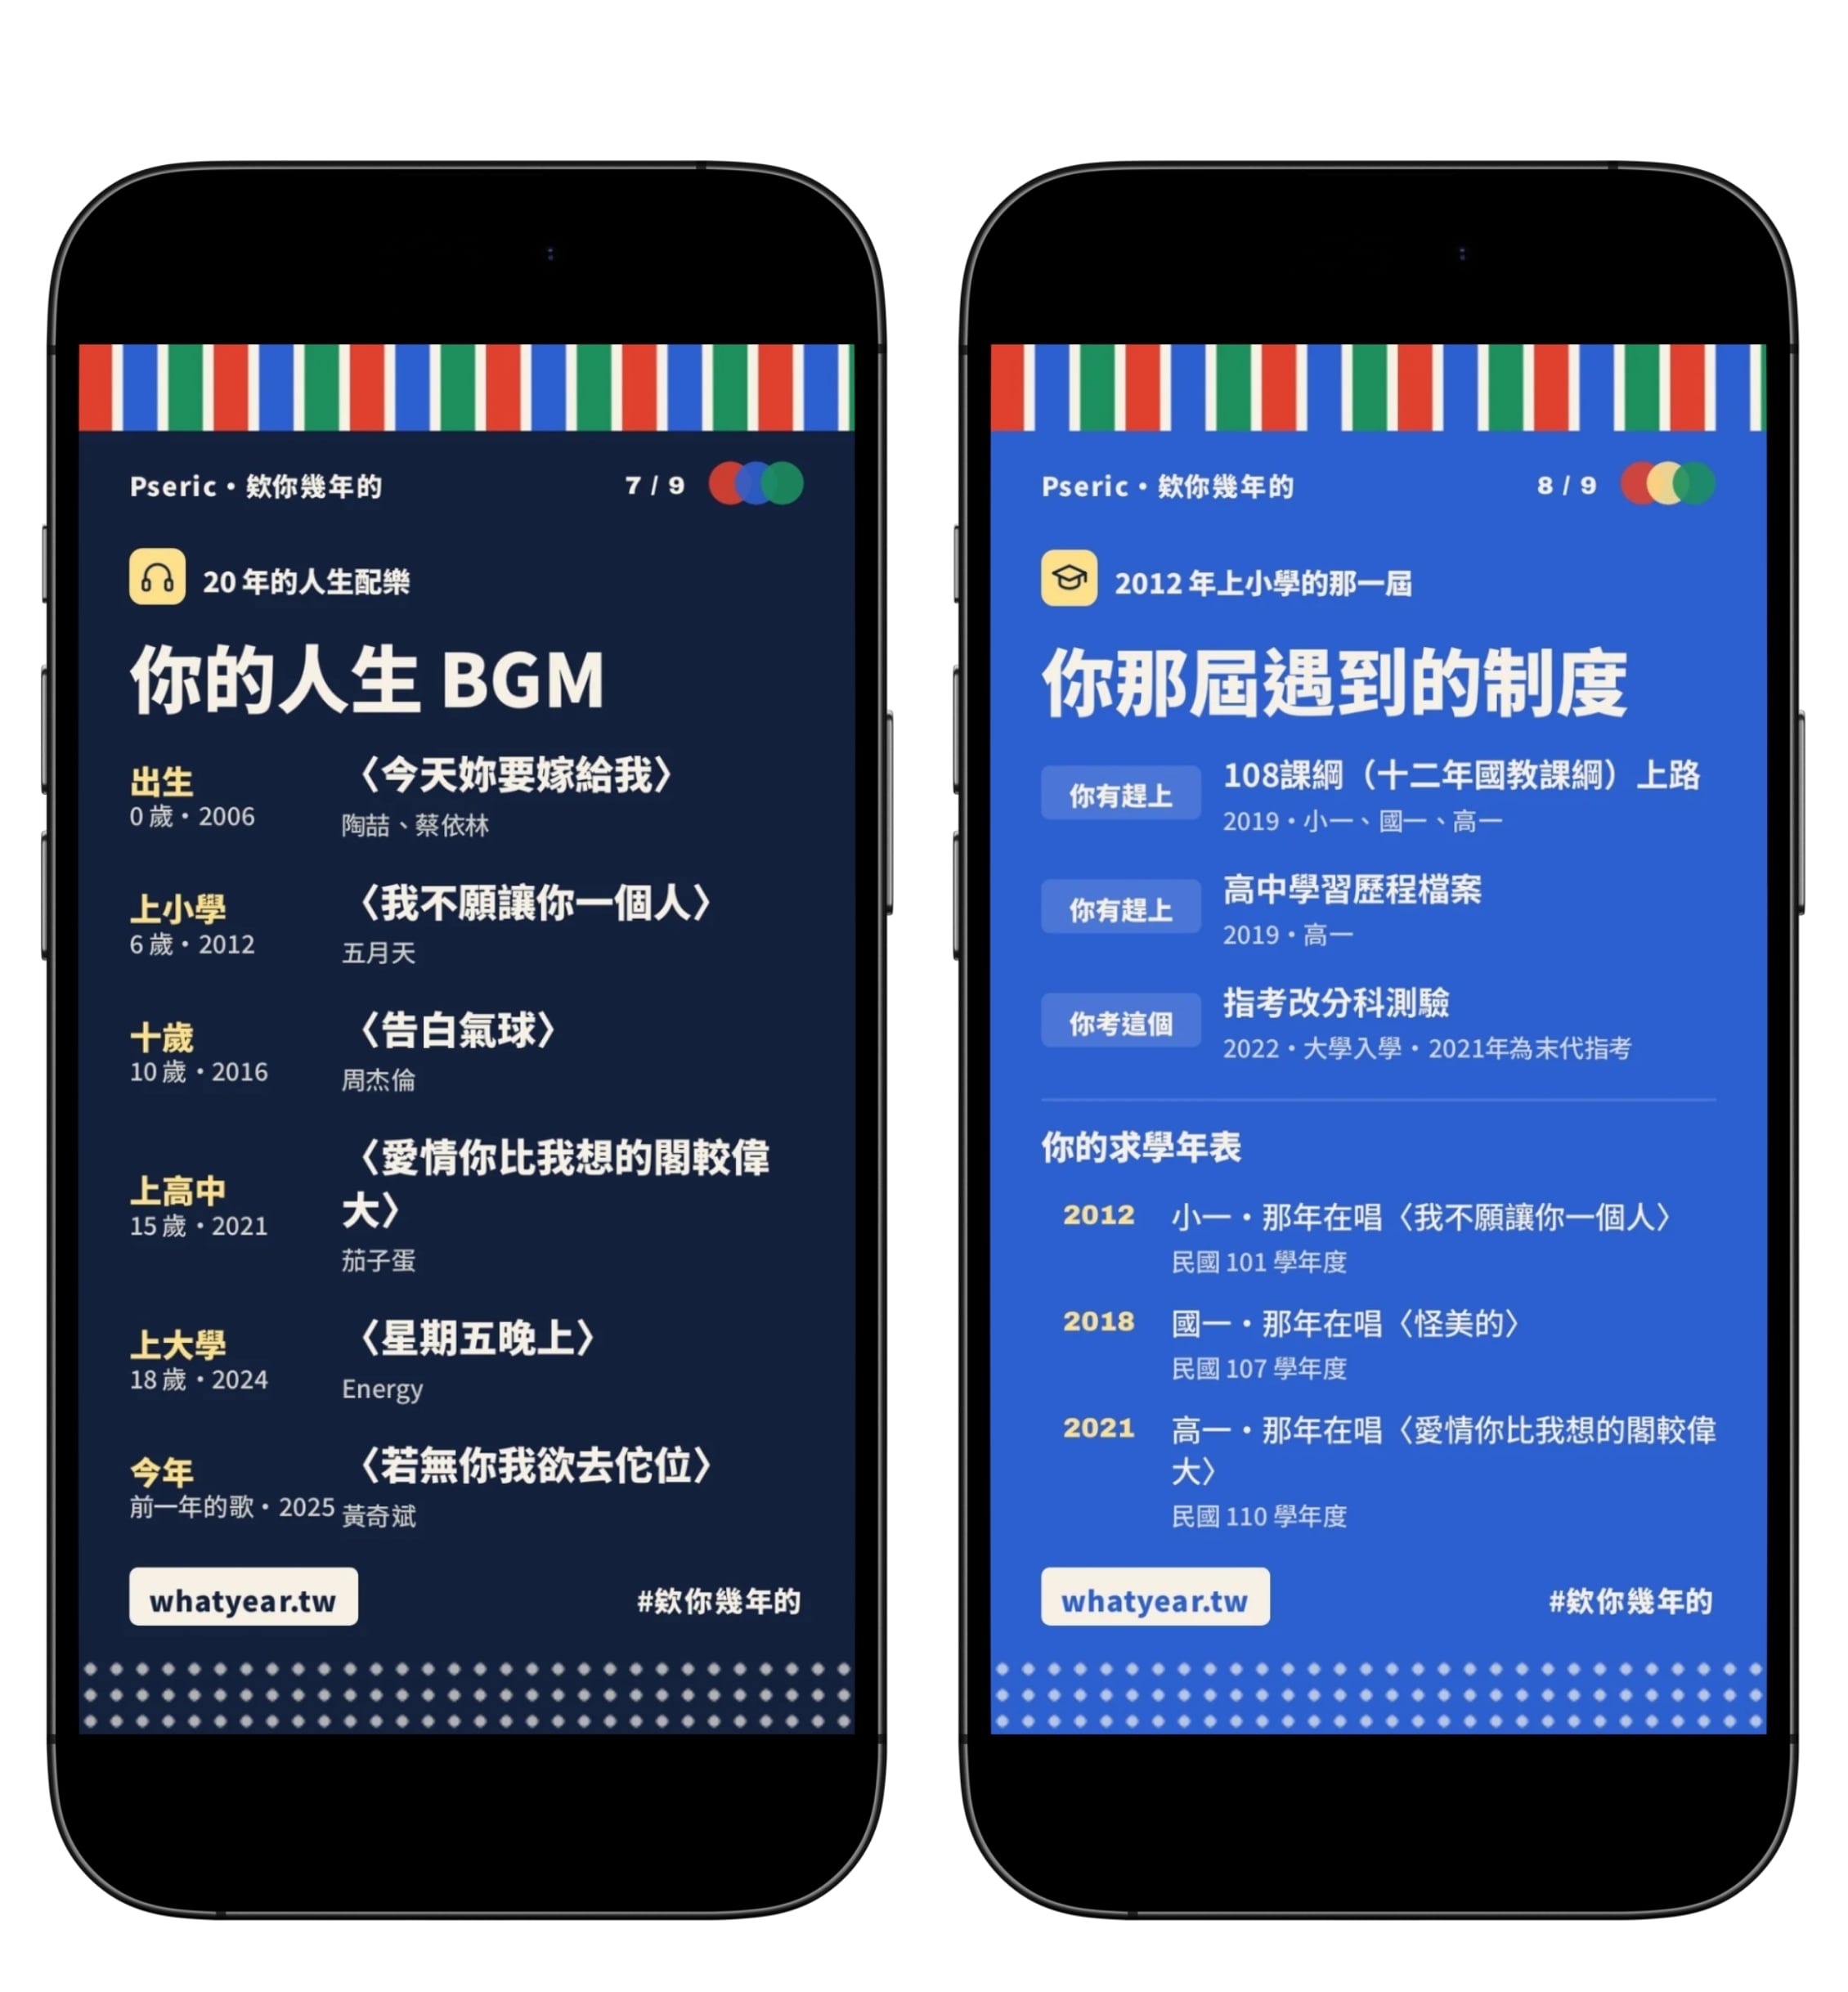 Pseric・欸你幾年的
7 / 9
20 年的人生配樂
你的人生 BGM
出生
0 歲・2006
〈今天妳要嫁給我〉
陶喆、蔡依林
上小學
6 歲・2012
〈我不願讓你一個人〉
五月天
十歲
10 歲・2016
〈告白氣球〉
周杰倫
上高中
15 歲・2021
〈愛情你比我想的閣較偉
大〉
茄子蛋
上大學
18 歲・2024
〈星期五晚上〉
Energy
今年
前一年的歌・2025
〈若無你我欲去佗位〉
黃奇斌
whatyear.tw
#欸你幾年的
Pseric・欸你幾年的
8 / 9
2012 年上小學的那一屆
你那屆遇到的制度
你有趕上
108課綱（十二年國教課綱）上路
2019・小一、國一、高一
你有趕上
高中學習歷程檔案
2019・高一
你考這個
指考改分科測驗
2022・大學入學・2021年為末代指考
你的求學年表
2012
小一・那年在唱〈我不願讓你一個人〉
民國 101 學年度
2018
國一・那年在唱〈怪美的〉
民國 107 學年度
2021
高一・那年在唱〈愛情你比我想的閣較偉
大〉
民國 110 學年度
whatyear.tw
#欸你幾年的